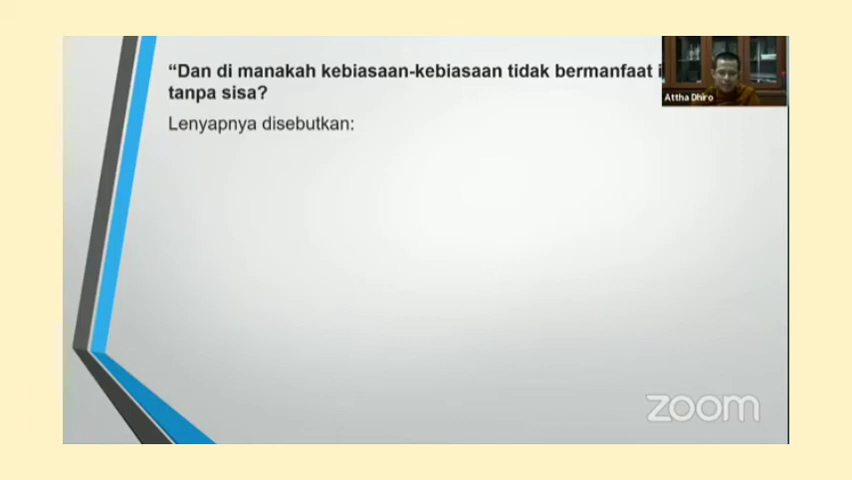 “Dan di manakah kebiasaan-kebiasaan tidak bermanfaat
tanpa sisa?
Lenyapnya disebutkan:
Attha Dhiro
zoom